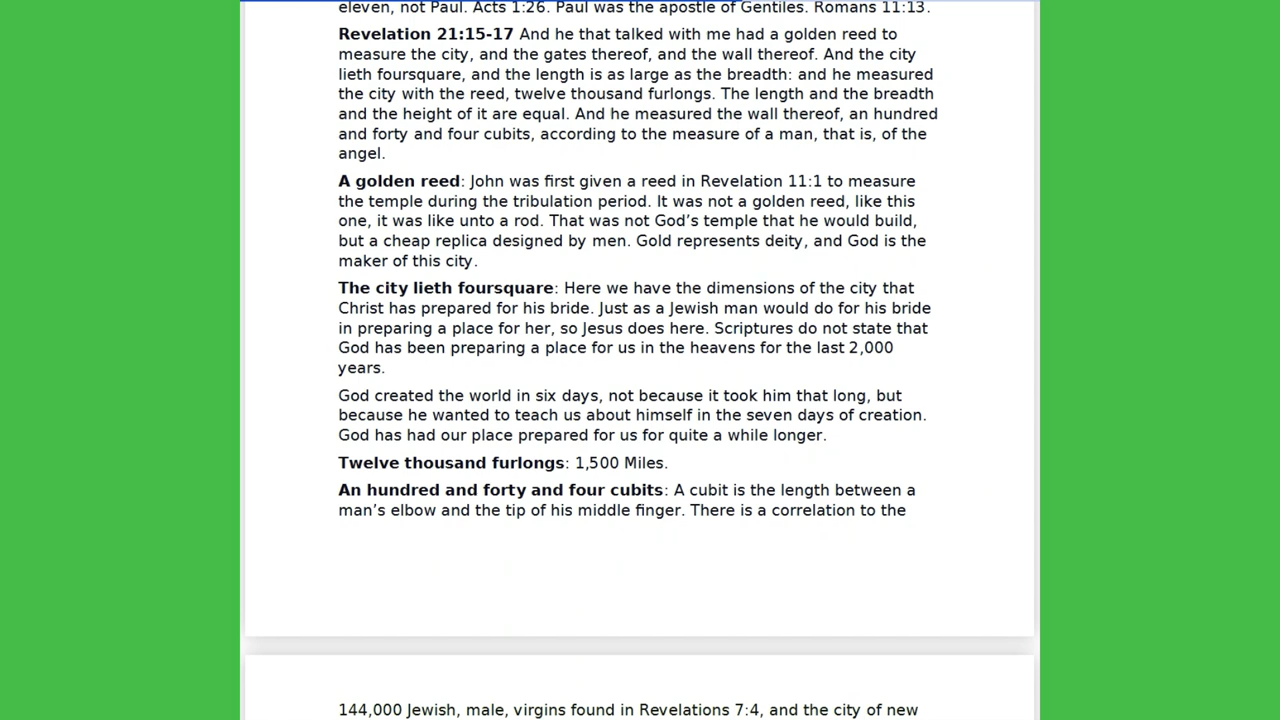 eleven, not Paul. Acts 1:26. Paul was the apostle of Gentiles. Romans 11:13.
Revelation 21:15-17 And he that talked with me had a golden reed to
measure the city, and the gates thereof, and the wall thereof. And the city
lieth foursquare, and the length is as large as the breadth: and he measured
the city with the reed, twelve thousand furlongs. The length and the breadth
and the height of it are equal. And he measured the wall thereof, an hundred
and forty and four cubits, according to the measure of a man, that is, of the
angel.
A golden reed: John was first given a reed in Revelation 11:1 to measure
the temple during the tribulation period. It was not a golden reed, like this
one, it was like unto a rod. That was not God’s temple that he would build,
but a cheap replica designed by men. Gold represents deity, and God is the
maker of this city.
The city lieth foursquare: Here we have the dimensions of the city that
Christ has prepared for his bride. Just as a Jewish man would do for his bride
in preparing a place for her, so Jesus does here. Scriptures do not state that
God has been preparing a place for us in the heavens for the last 2,000
years.
God created the world in six days, not because it took him that long, but
because he wanted to teach us about himself in the seven days of creation.
God has had our place prepared for us for quite a while longer.
Twelve thousand furlongs: 1,500 Miles.
An hundred and forty and four cubits: A cubit is the length between a
man’s elbow and the tip of his middle finger. There is a correlation to the
144,000 Jewish, male, virgins found in Revelations 7:4, and the city of new